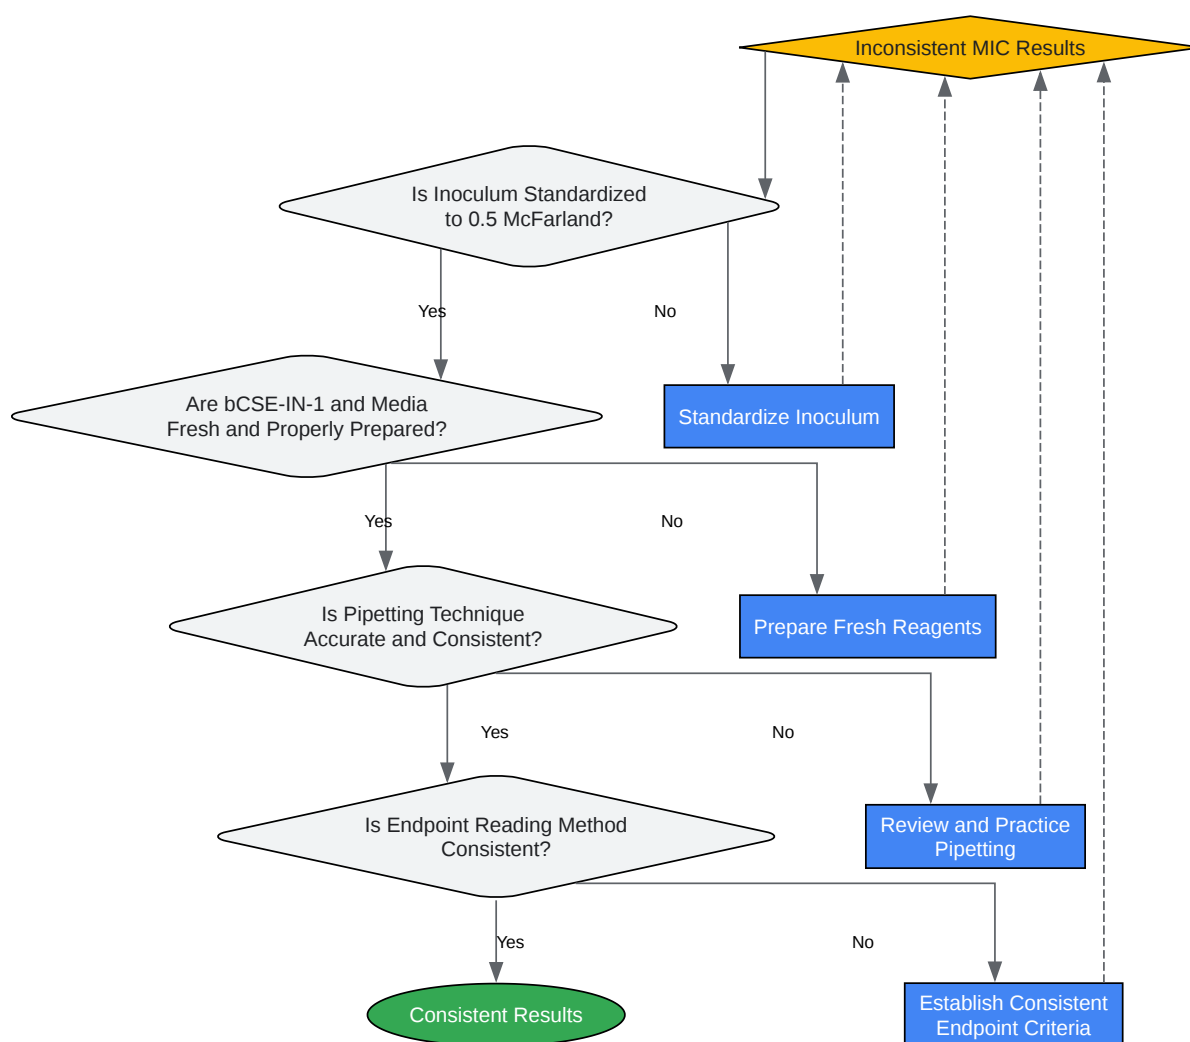 Inconsistent MIC Results
Is Inoculum Standardized
to 0.5 McFarland?
Yes
No
Are bCSE-IN-1 and Media
Fresh and Properly Prepared?
Standardize Inoculum
Yes
No
Is Pipetting Technique
Accurate and Consistent?
Prepare Fresh Reagents
Yes
No
Is Endpoint Reading Method
Consistent?
Review and Practice
Pipetting
Yes
No
Consistent Results
Establish Consistent
Endpoint Criteria